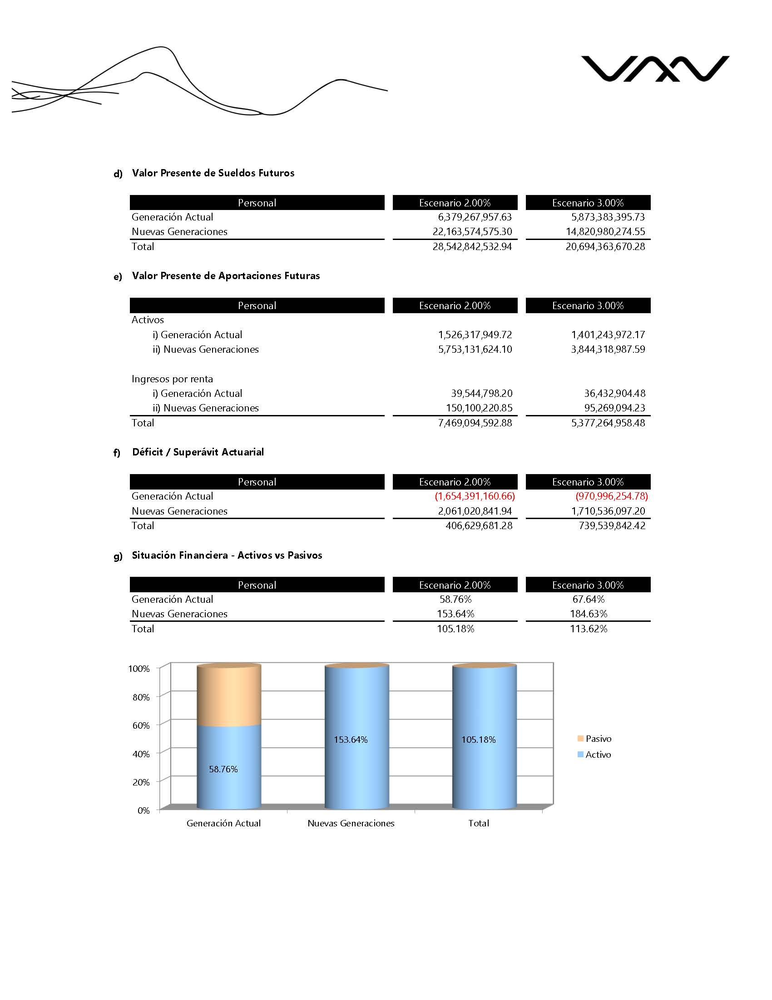 VAN
d) Valor Presente de Sueldos Futuros
Personal Escenario 2.00% Escenario 3.00%
Generación Actual 6,379,267,957.63 5,873,383,395.73
Nuevas Generaciones 22,163,574,575.30 14,820,980,274.55
Total 28,542,842,532.94 20,694,363,670.28
e) Valor Presente de Aportaciones Futuras
Personal Escenario 2.00% Escenario 3.00%
Activos
i) Generación Actual 1,526,317,949.72 1,401,243,972.17
ii) Nuevas Generaciones 5,753,131,624.10 3,844,318,987.59
Ingresos por renta
i) Generación Actual 39,544,798.20 36,432,904.48
ii) Nuevas Generaciones 150,100,220.85 95,269,094.23
Total 7,469,094,592.88 5,377,264,958.48
f) Déficit / Superávit Actuarial
Personal Escenario 2.00% Escenario 3.00%
Generación Actual (1,654,391,160.66) (970,996,254.78)
Nuevas Generaciones 2,061,020,841.94 1,710,536,097.20
Total 406,629,681.28 739,539,842.42
g) Situación Financiera - Activos vs Pasivos
Personal Escenario 2.00% Escenario 3.00%
Generación Actual 58.76% 67.64%
Nuevas Generaciones 153.64% 184.63%
Total 105.18% 113.62%
100%
80%
60%
153.64% 105.18% Pasivo
40% Activo
58.76%
20%
0%
Generación Actual Nuevas Generaciones Total